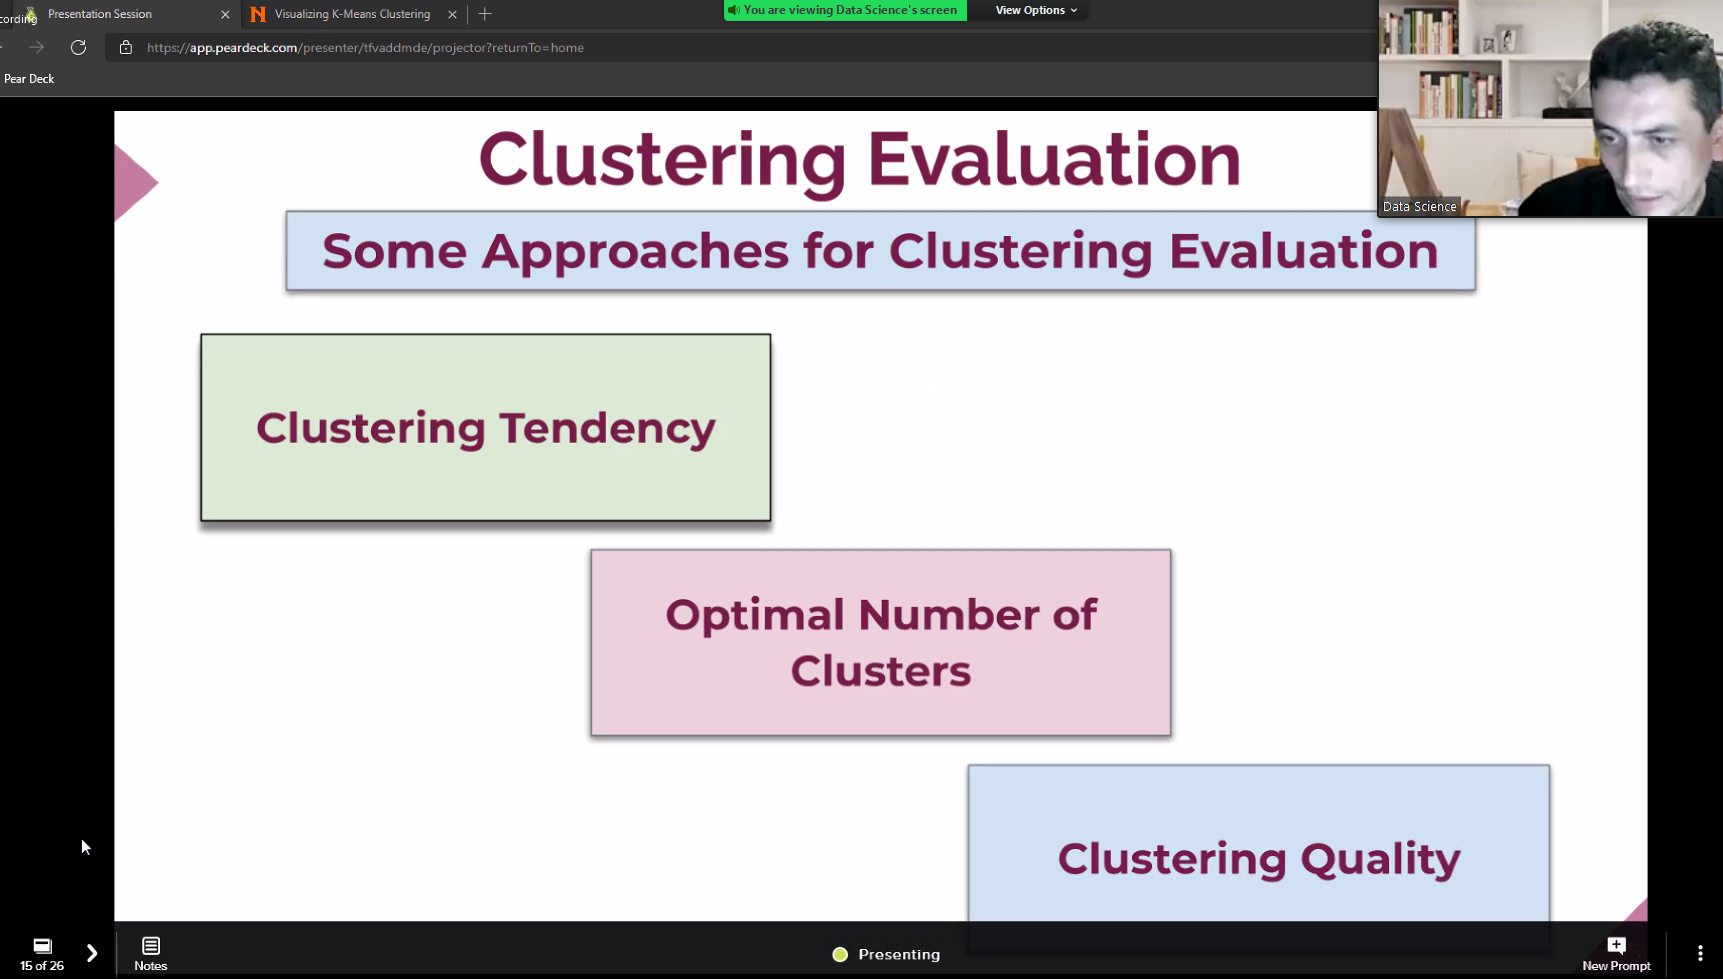 cording
Presentation Session
Visualizing K-Means Clustering
You are viewing Data Science's screen
View Options
https://app.peardeck.com/presenter/tfvaddmde/projector?returnTo=home
Pear Deck
Data Science
Clustering Evaluation
Some Approaches for Clustering Evaluation
Clustering Tendency
Optimal Number of
Clusters
Clustering Quality
15 of 26
Notes
Presenting
New Prompt